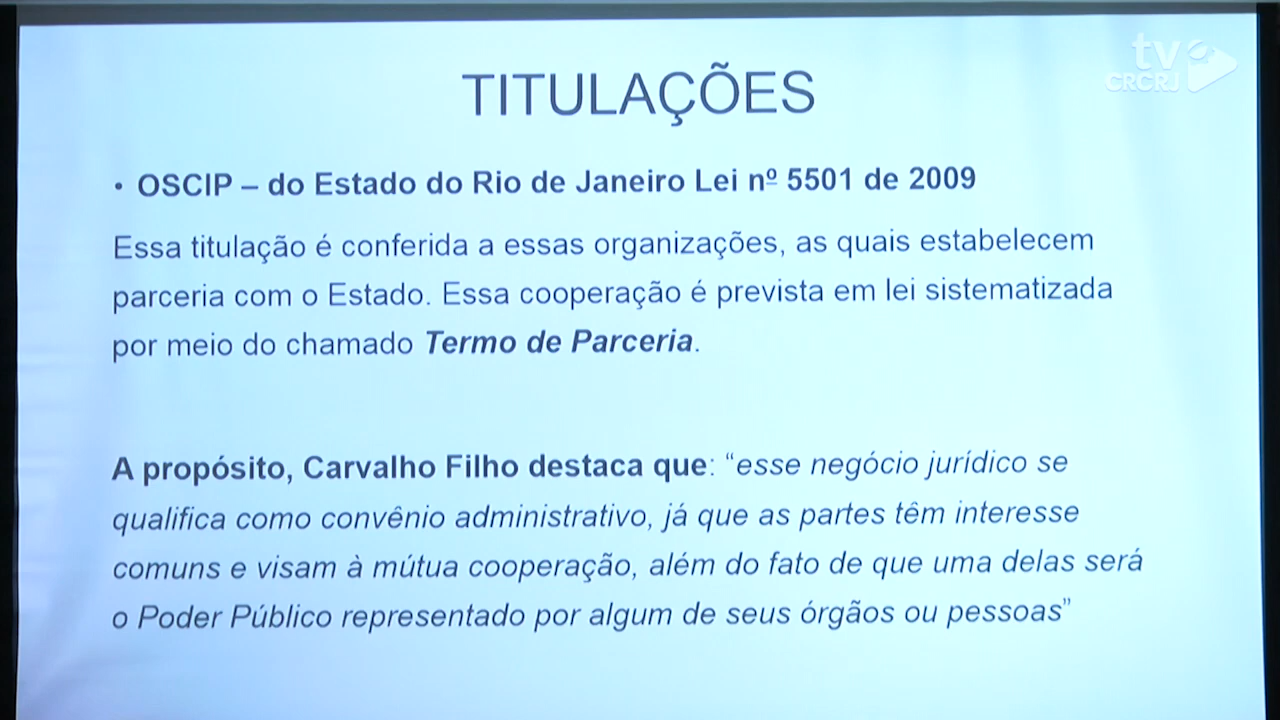 tv
CRCRJ
TITULAÇÕES
• OSCIP – do Estado do Rio de Janeiro Lei nº 5501 de 2009
Essa titulação é conferida a essas organizações, as quais estabelecem
parceria com o Estado. Essa cooperação é prevista em lei sistematizada
por meio do chamado Termo de Parceria.
A propósito, Carvalho Filho destaca que: “esse negócio jurídico se
qualifica como convênio administrativo, já que as partes têm interesse
comuns e visam à mútua cooperação, além do fato de que uma delas será
o Poder Público representado por algum de seus órgãos ou pessoas”